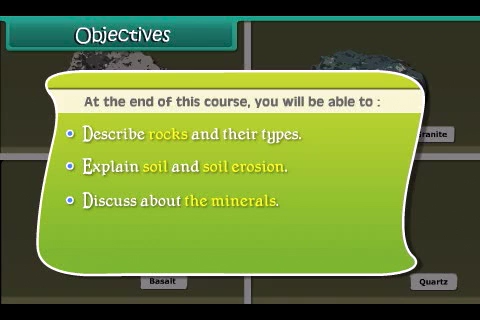 Objectives
At the end of this course, you will be able to :
Describe rocks and their types.
Explain soil and soil erosion.
Discuss about the minerals.
Basalt
Quartz